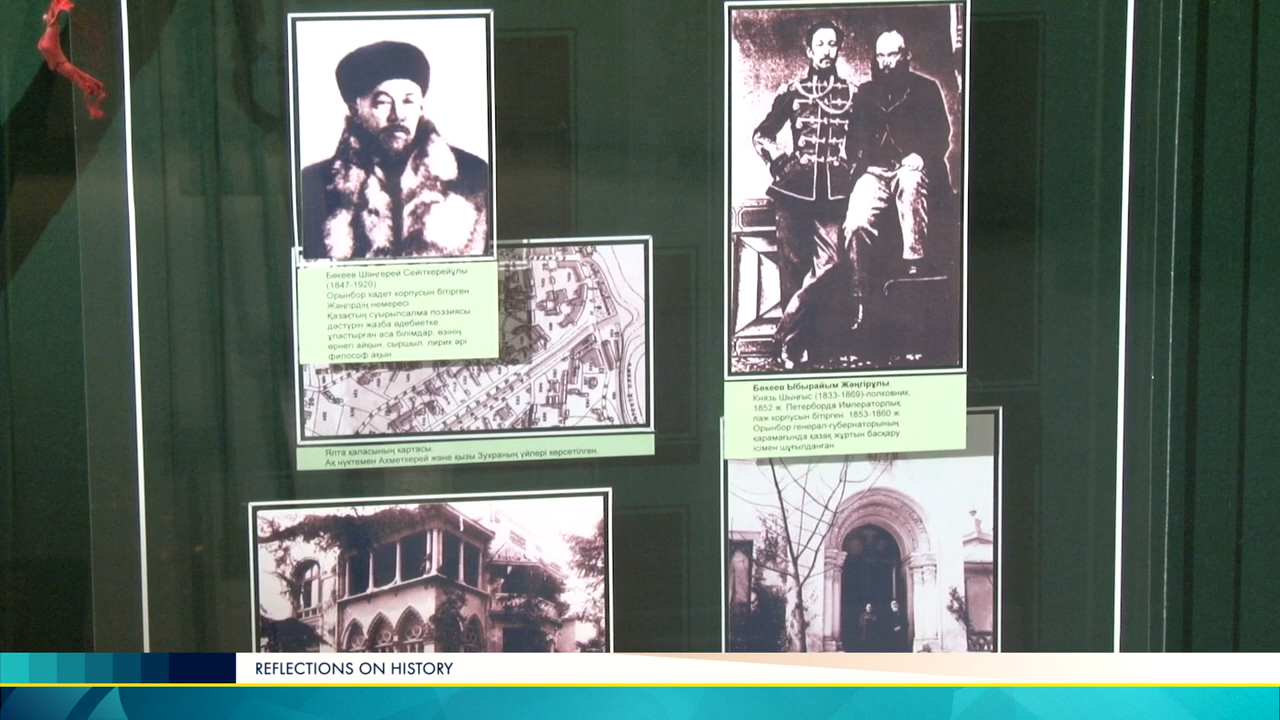 Бөкеев Шәңгерей Сейіткерейұлы
(1847-1920)
Орынбор кадет корпусын бітірген
Жәңгірдің немересі
Қазақтың суырыпсалма поэзиясы
дәстүрін жазба әдебиетке
ұластырған аса білімдар, өзінің
өрнегі айқын, сыршыл, лирик әрі
философ ақын
Ялта қаласының картасы
Ақ нүктемен Ахметкерей және қызы Зухраның үйлері көрсетілген.
Бөкеев Ыбырайым Жәңгірұлы,
Князь Шыңғыс (1833-1869)-полковник,
1852 ж. Петерборда Императорлық
паж корпусын бітірген. 1853-1860 ж.
Орынбор генерал-губернаторының
қарамағында қазақ жұртын басқару
ісімен шұғылданған.
REFLECTIONS ON HISTORY